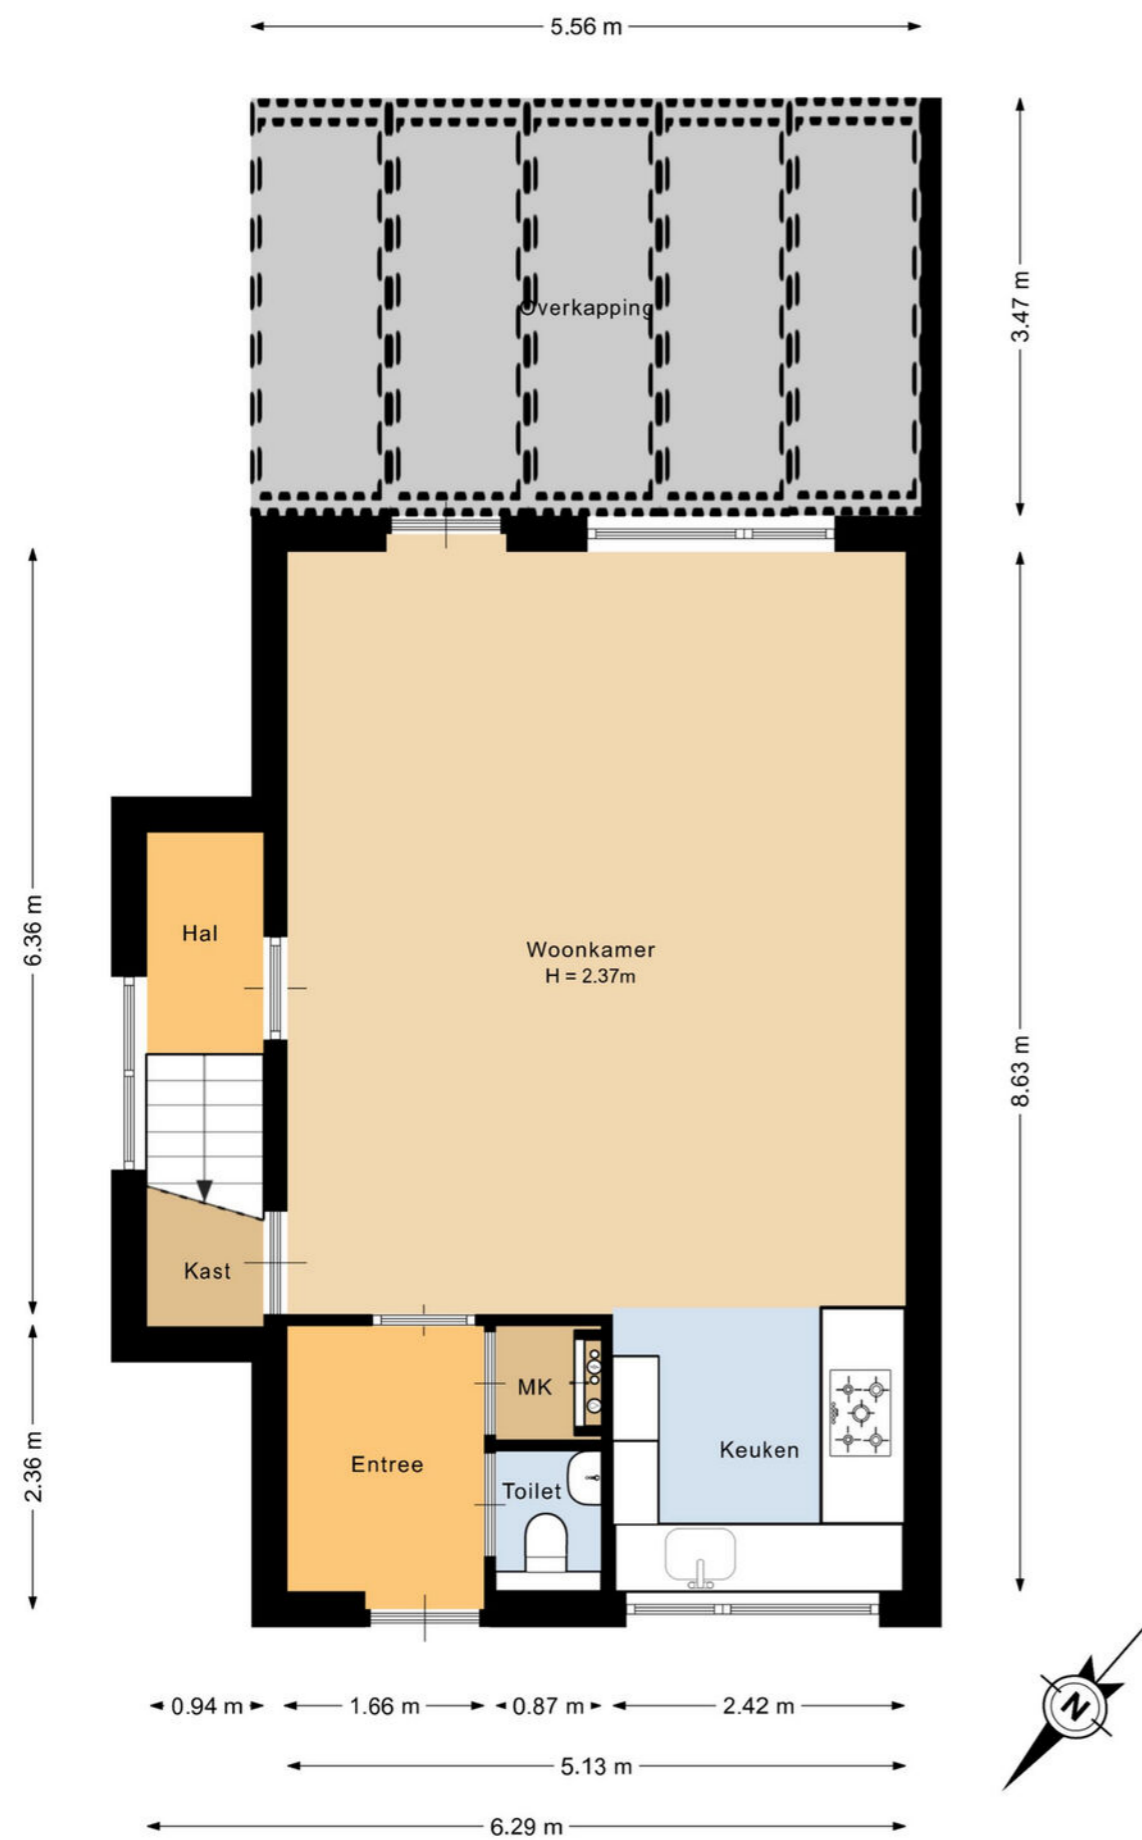 5.56 m
Overkapping
3.47 m
6.36 m
Hal
Woonkamer
H = 2.37m
8.63 m
Kast
2.36 m
MK
Entree
Toilet
Keuken
0.94 m
1.66 m
0.87 m
2.42 m
N
5.13 m
6.29 m